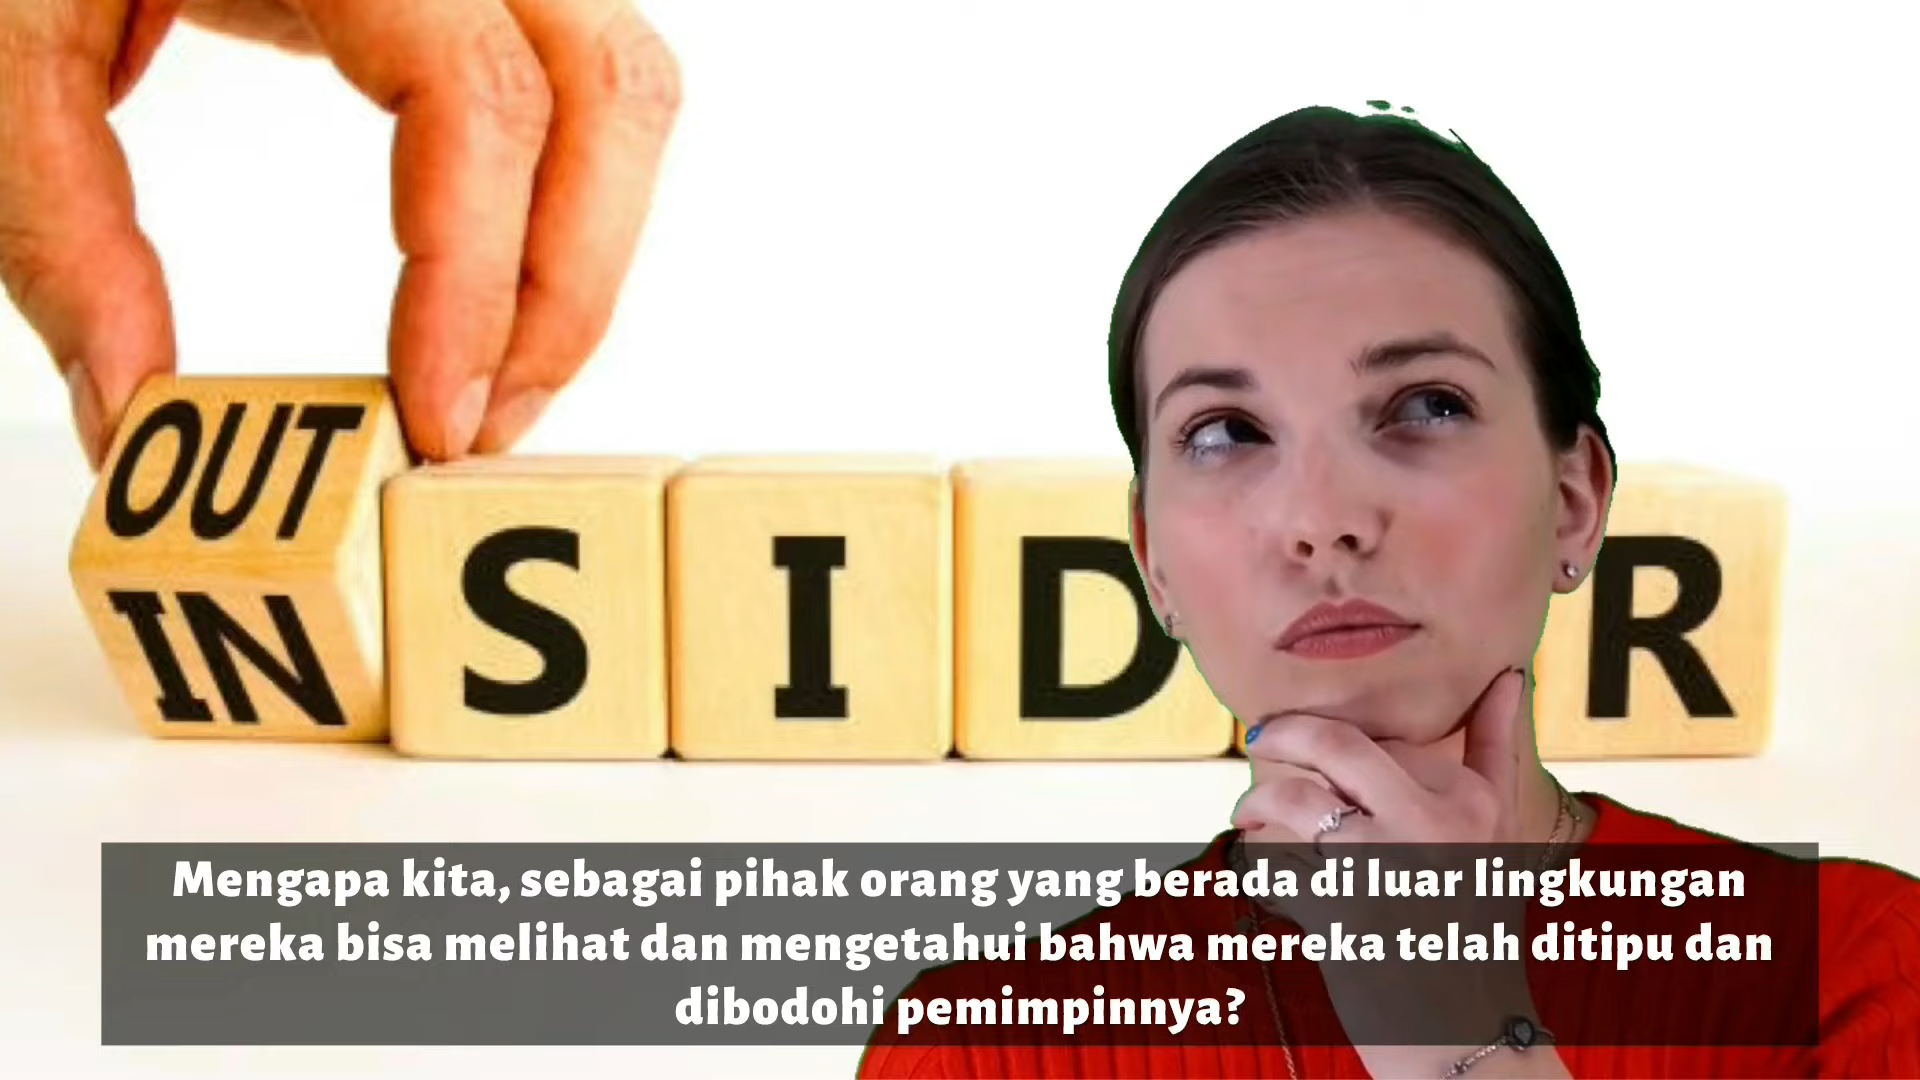 OUT
IN S I D R
Mengapa kita, sebagai pihak orang yang berada di luar lingkungan
mereka bisa melihat dan mengetahui bahwa mereka telah ditipu dan
dibodohi pemimpinnya?